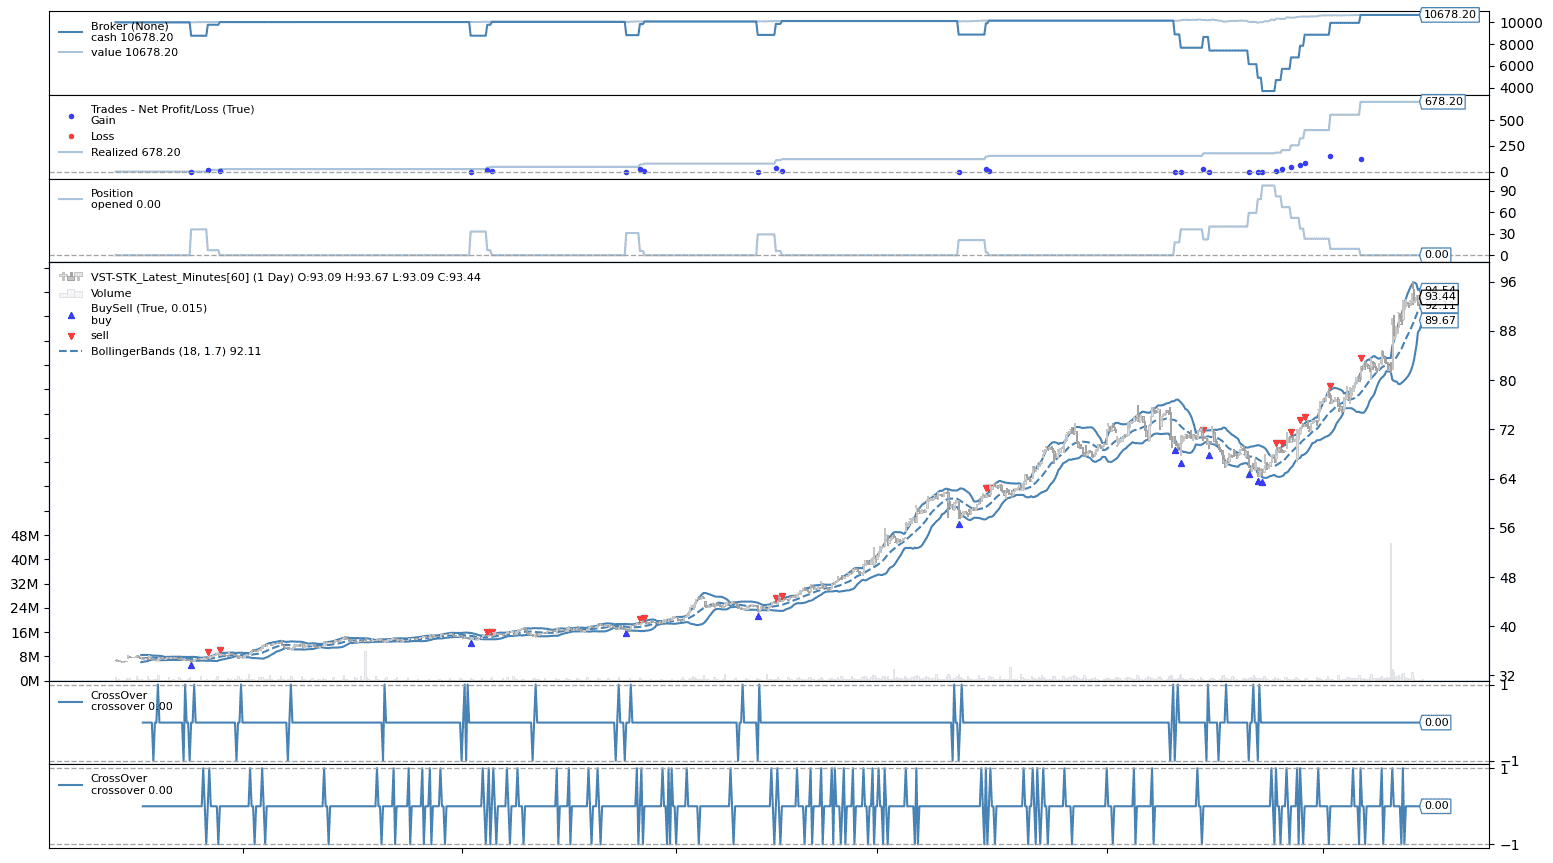 Broker (None)
cash 10678.20
value 10678.20
10678.20
10000
8000
6000
4000
Trades - Net Profit/Loss (True)
Gain
Loss
Realized 678.20
678.20
500
250
0
Position
opened 0.00
90
60
30
0
0.00
VST-STK_Latest_Minutes[60] (1 Day) O:93.09 H:93.67 L:93.09 C:93.44
Volume
BuySell (True, 0.015)
buy
sell
BollingerBands (18, 1.7) 92.11
94.54
93.44
92.11
89.67
96
88
80
72
64
56
48
40
32
48M
40M
32M
24M
16M
8M
0M
CrossOver
crossover 0.00
1
0.00
−1
CrossOver
crossover 0.00
1
0.00
−1